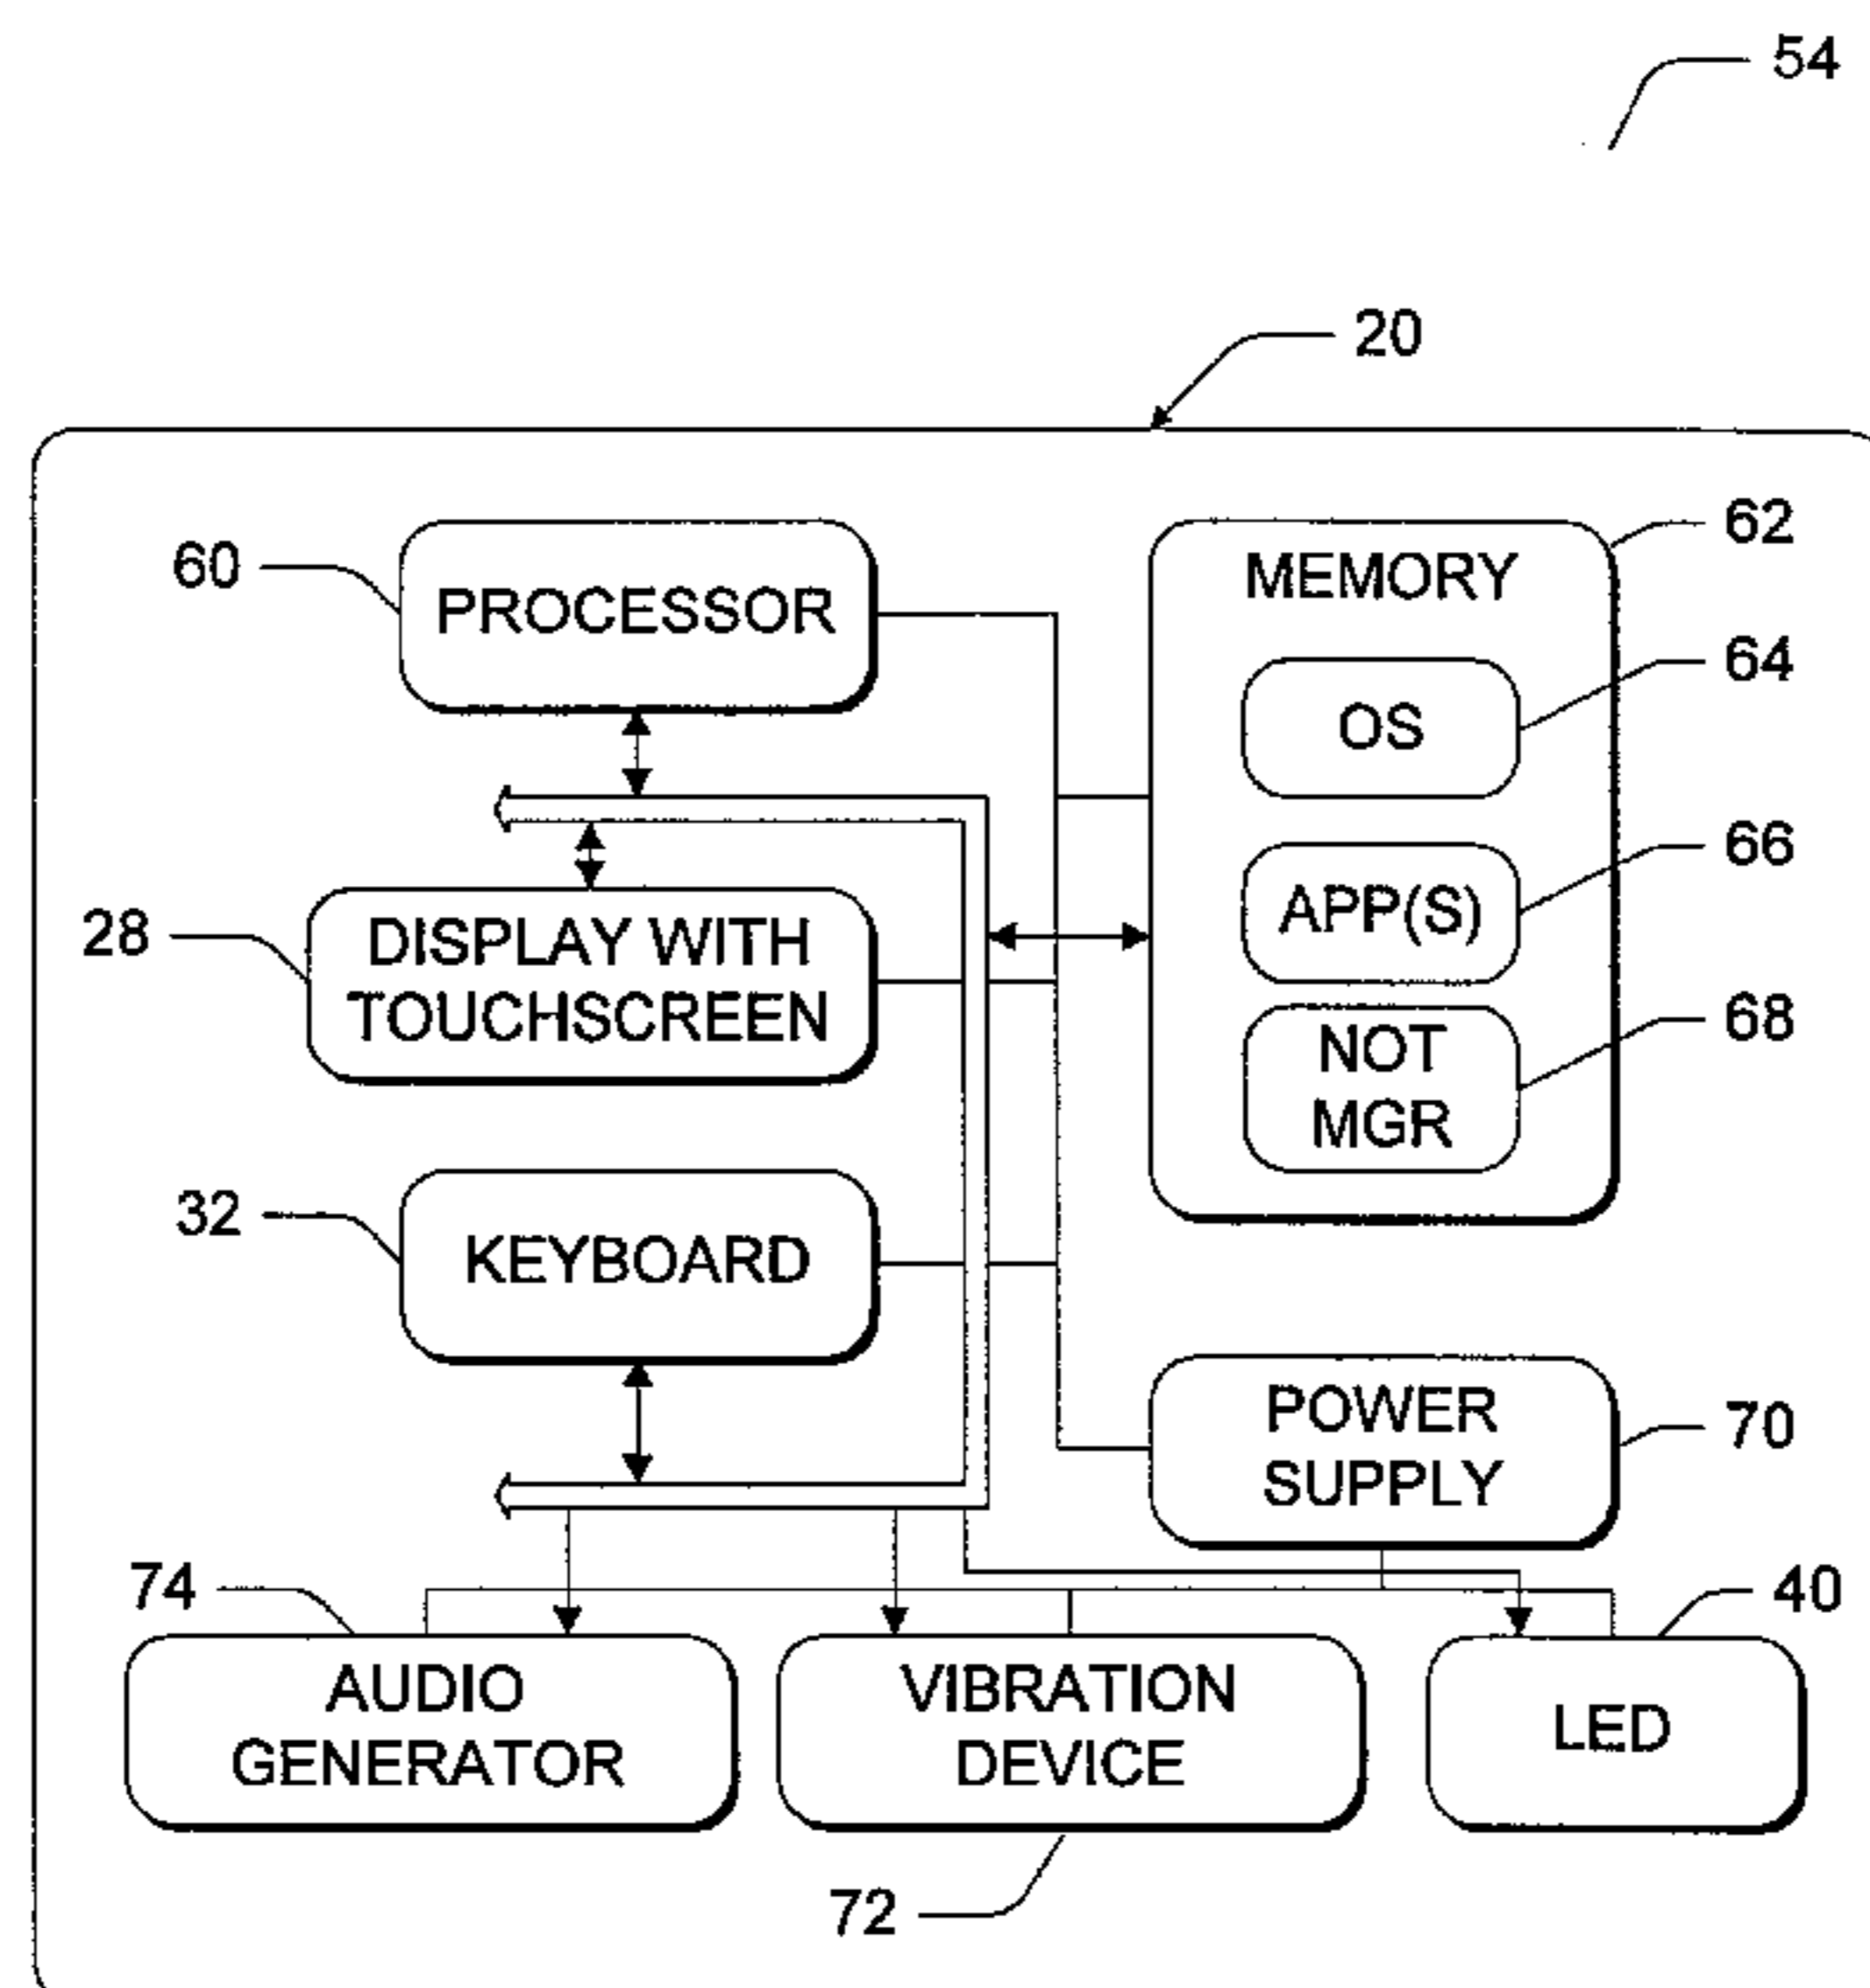 54
20
60
PROCESSOR
62
MEMORY
64
OS
66
APP(S)
28
DISPLAY WITH
TOUCHSCREEN
68
NOT
MGR
32
KEYBOARD
POWER
SUPPLY
70
74
AUDIO
GENERATOR
VIBRATION
DEVICE
40
LED
72